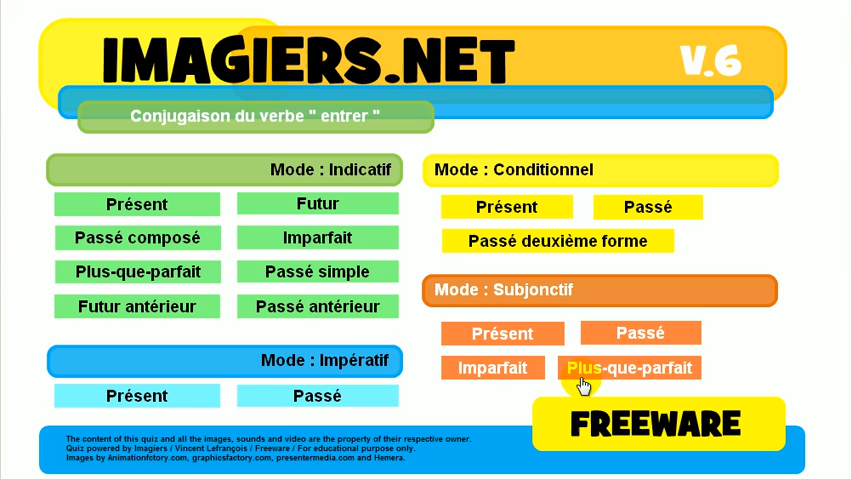 IMAGIERS.NET
V.6
Conjugaison du verbe " entrer "
Mode : Indicatif
Présent
Futur
Passé composé
Imparfait
Plus-que-parfait
Passé simple
Futur antérieur
Passé antérieur
Mode : Impératif
Présent
Passé
Mode : Conditionnel
Présent
Passé
Passé deuxième forme
Mode : Subjonctif
Présent
Passé
Imparfait
Plus-que-parfait
FREEWARE
The content of this quiz and all the images, sounds and video are the property of their respective owner.
Quiz powered by Imagiers / Vincent Lefrançois / Freeware / For educational purpose only.
Images by Animationfctory.com, graphicsfactory.com, presentermedia.com and Hemera.